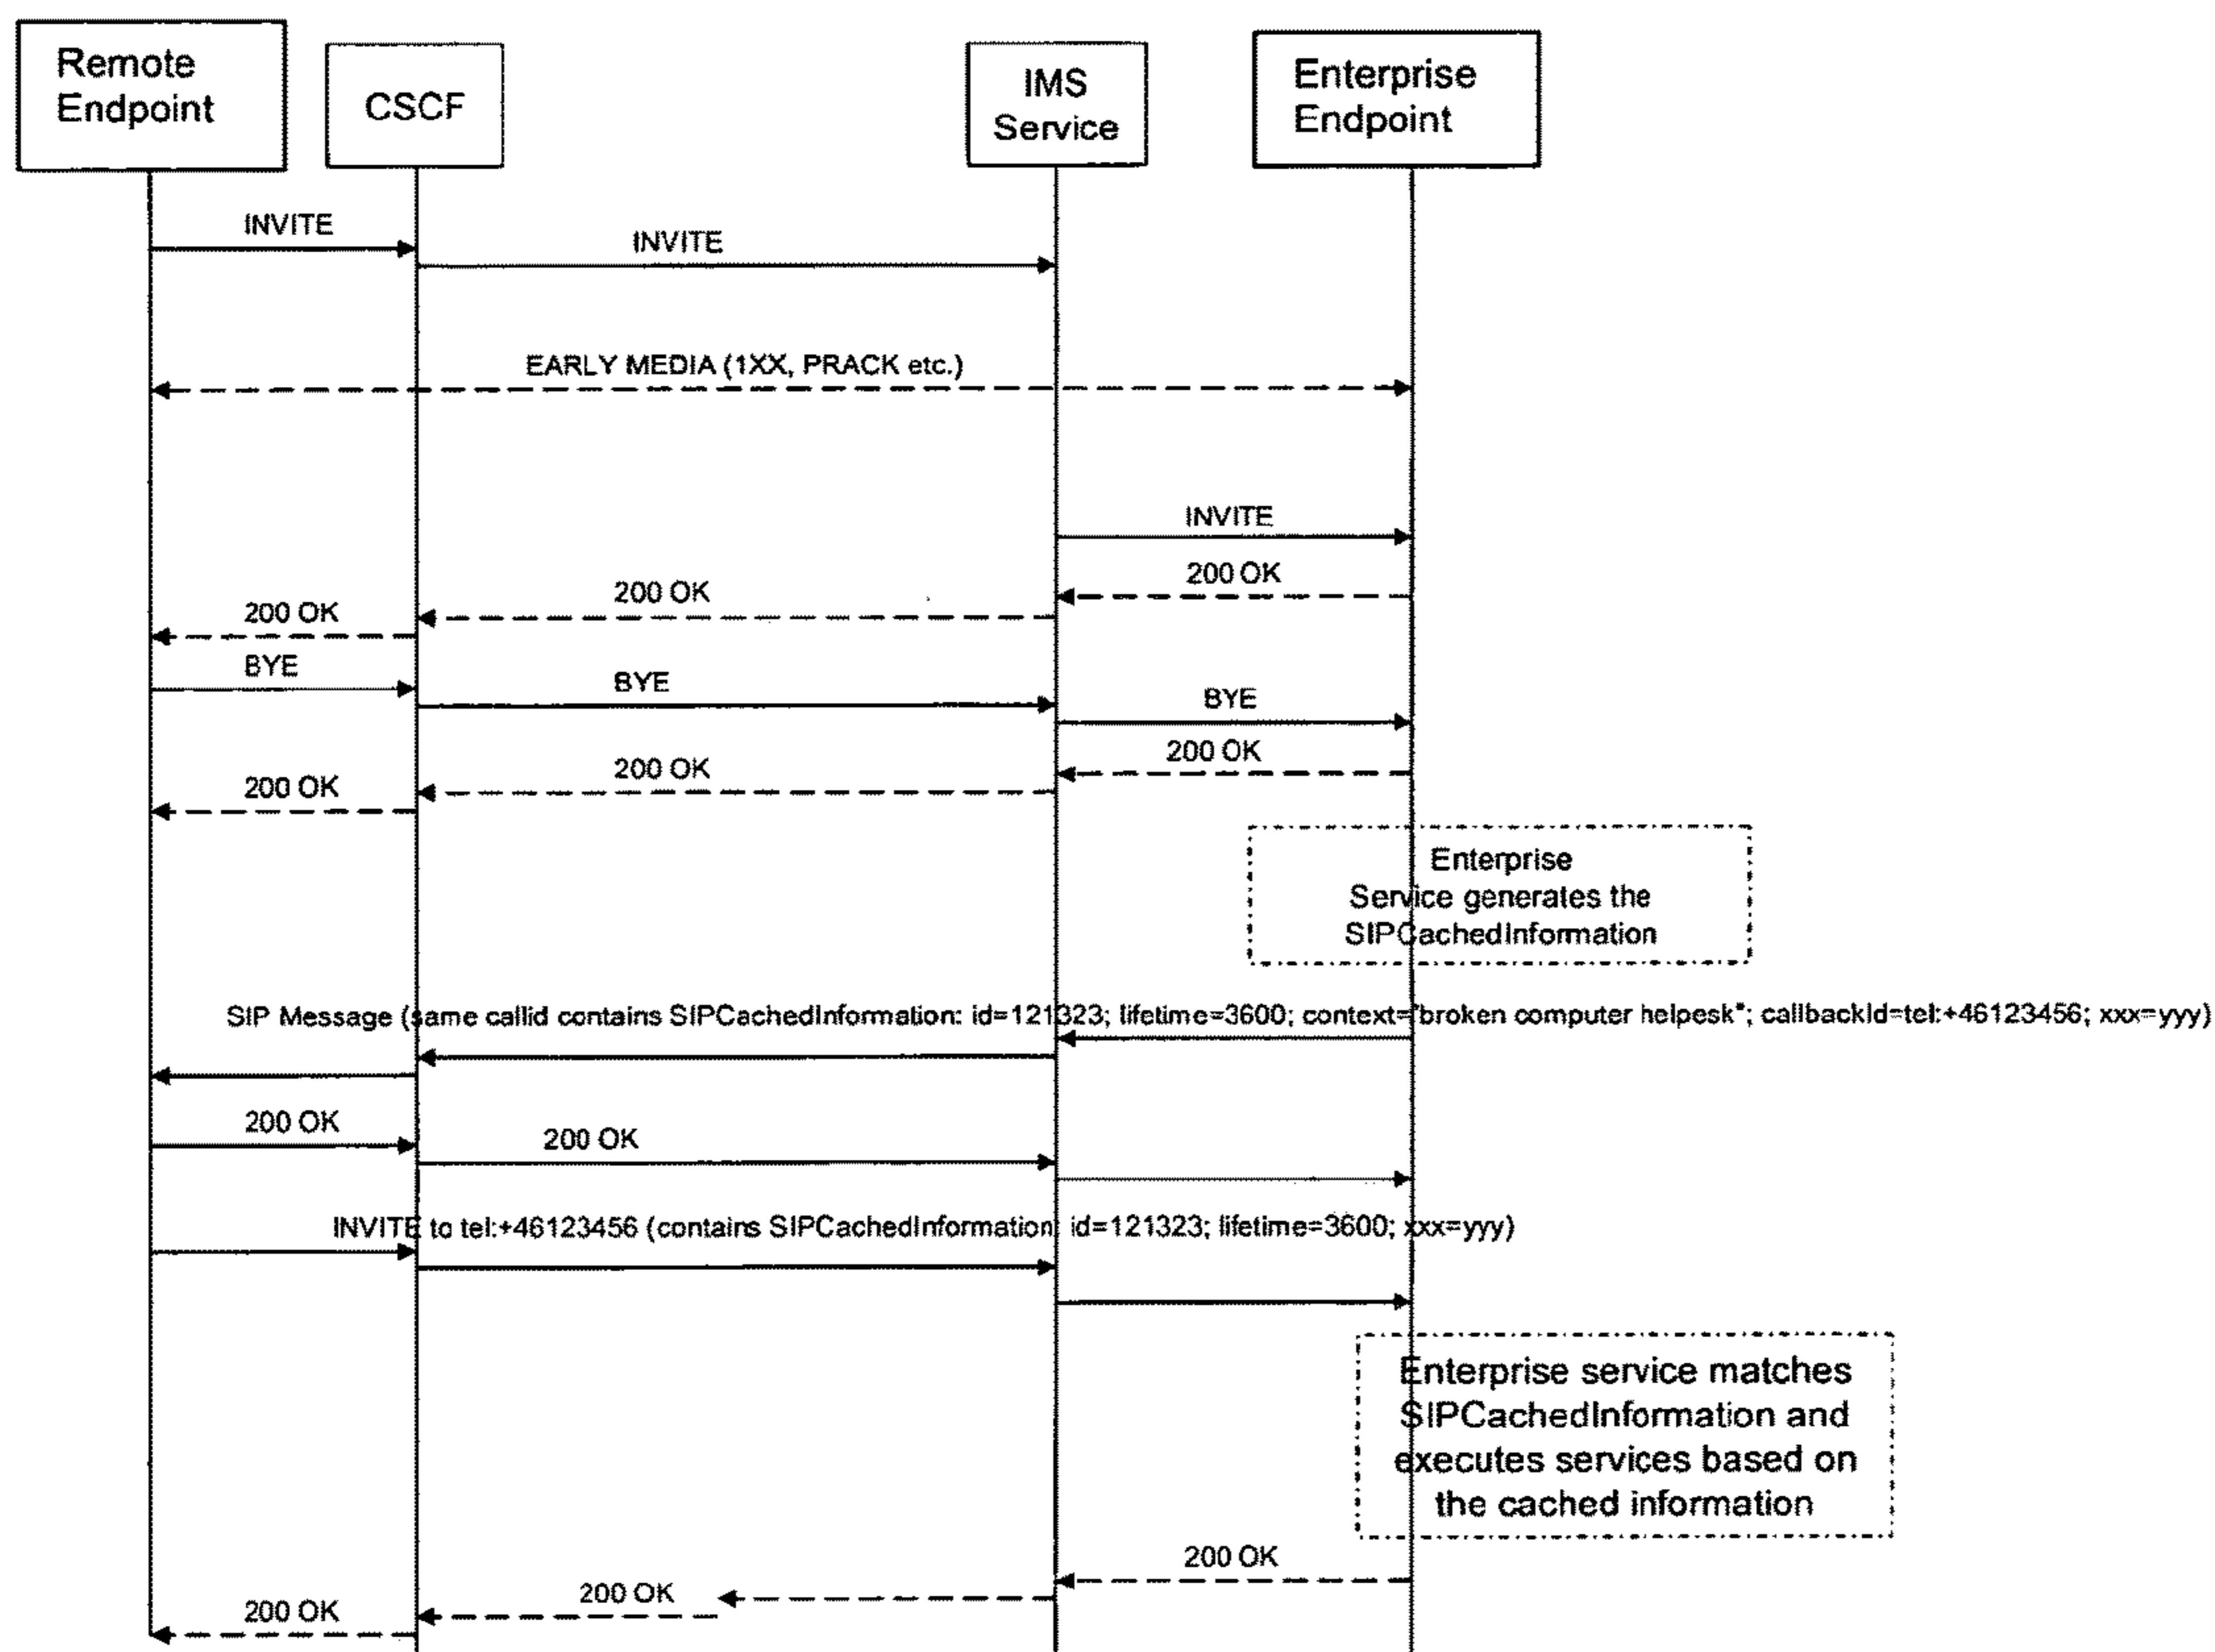 Remote
Endpoint
CSCF
IMS
Service
Enterprise
Endpoint
INVITE
INVITE
EARLY MEDIA (1XX, PRACK etc.)
INVITE
200 OK
200 OK
200 OK
BYE
BYE
BYE
200 OK
200 OK
200 OK
Enterprise
Service generates the
SIPCachedInformation
SIP Message (same callid contains SIPCachedInformation: id=121323; lifetime=3600; context="broken computer helpesk"; callbackId=tel:+46123456; xxx=yyy)
200 OK
200 OK
INVITE to tel:+46123456 (contains SIPCachedInformation: id=121323; lifetime=3600; xxx=yyy)
Enterprise service matches
SIPCachedInformation and
executes services based on
the cached information
200 OK
200 OK
200 OK